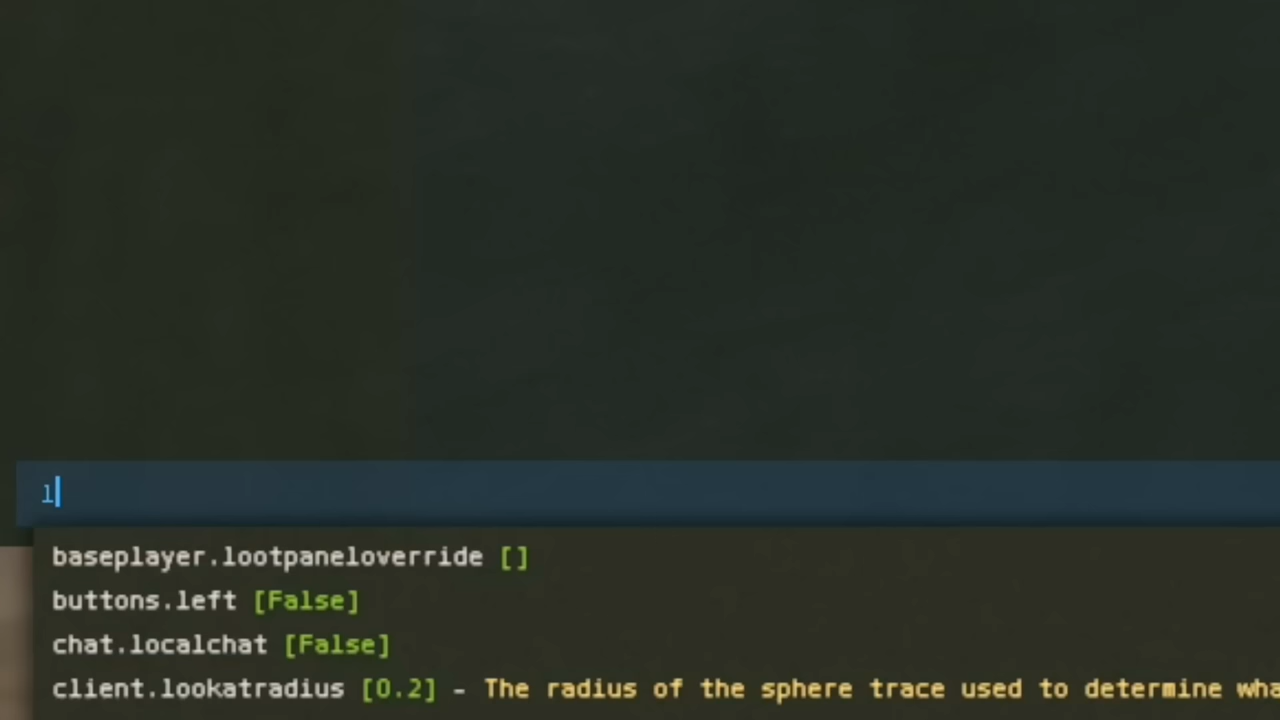 l
baseplayer.lootpaneloverride []
buttons.left [False]
chat.localchat [False]
client.lookatradius [0.2] - The radius of the sphere trace used to determine